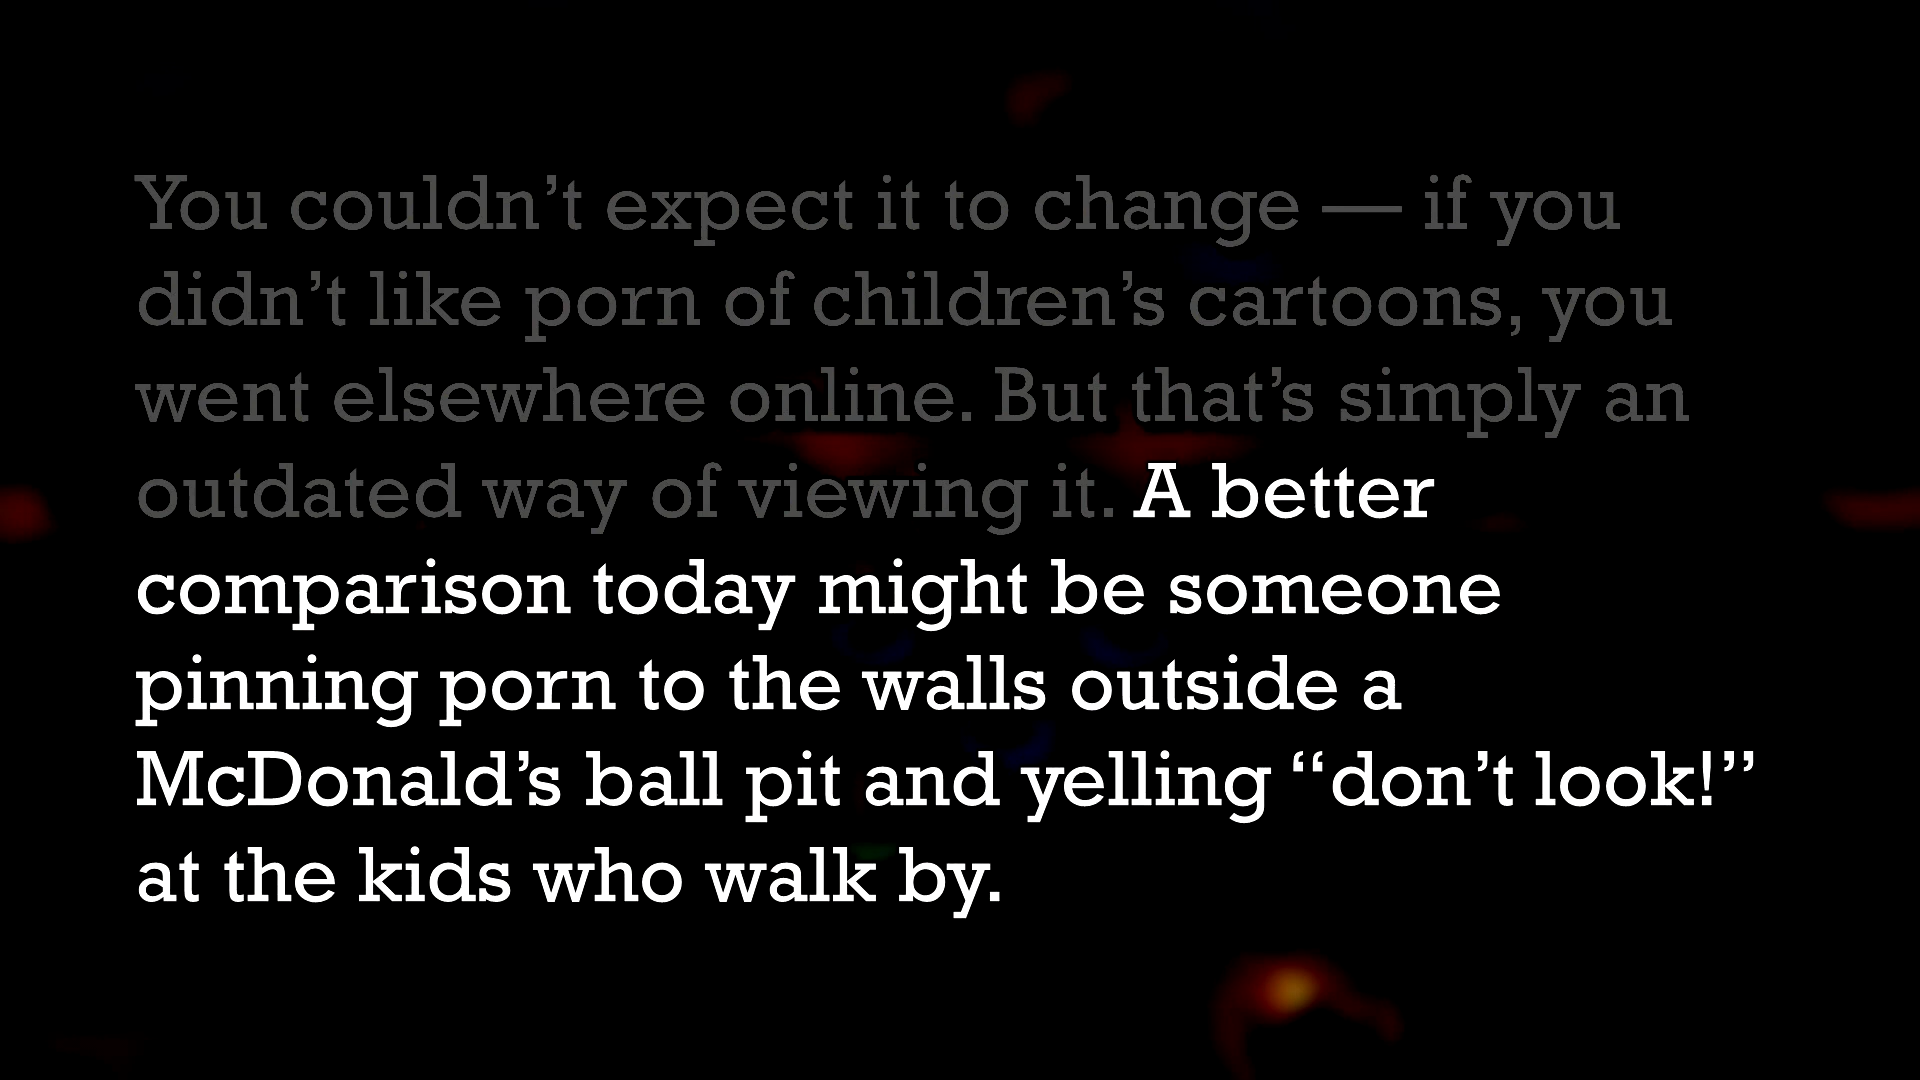 You couldn’t expect it to change — if you
didn’t like porn of children’s cartoons, you
went elsewhere online. But that’s simply an
outdated way of viewing it. A better
comparison today might be someone
pinning porn to the walls outside a
McDonald’s ball pit and yelling “don’t look!”
at the kids who walk by.